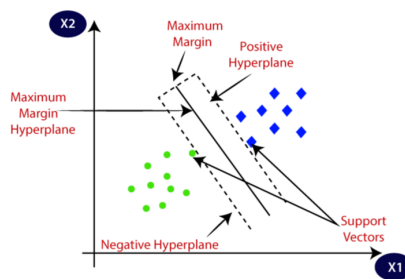 X2
Maximum
Margin
Positive
Hyperplane
Maximum
Margin
Hyperplane
Support
Vectors
Negative Hyperplane
X1